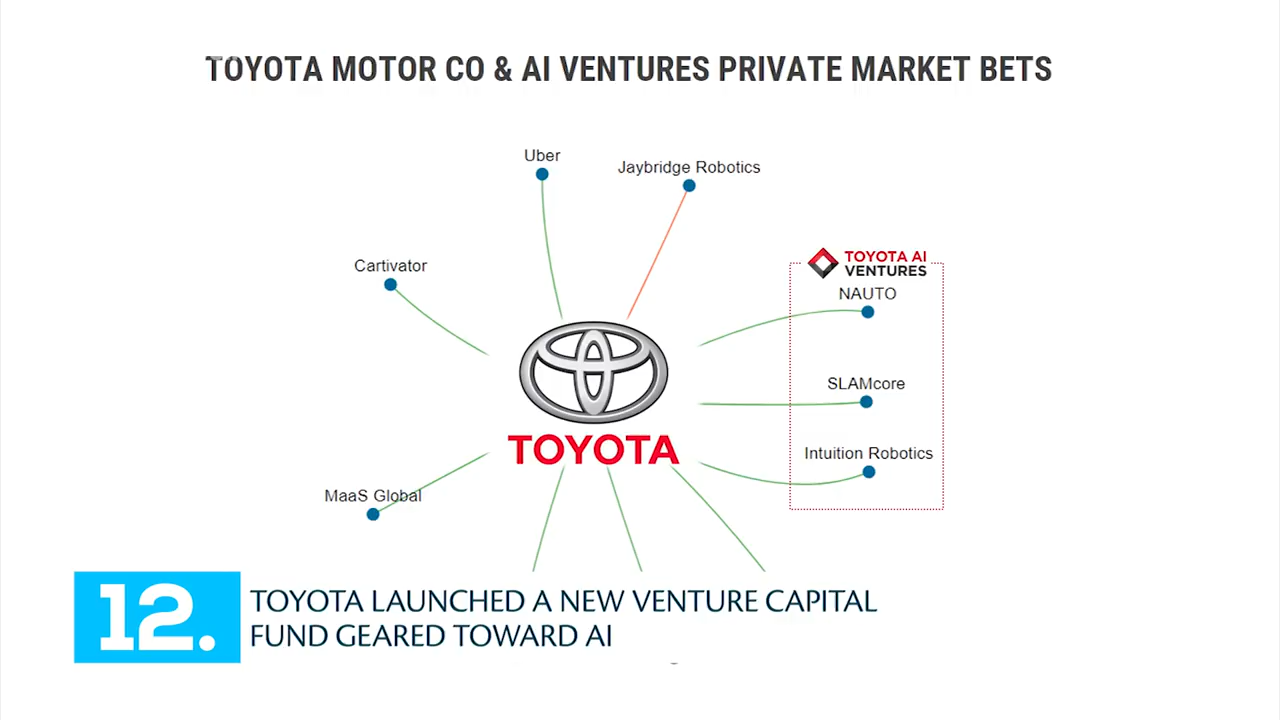 TOYOTA MOTOR CO & AI VENTURES PRIVATE MARKET BETS
Uber
Jaybridge Robotics
Cartivator
TOYOTA AI
VENTURES
NAUTO
SLAMcore
TOYOTA
Intuition Robotics
MaaS Global
12.
TOYOTA LAUNCHED A NEW VENTURE CAPITAL
FUND GEARED TOWARD AI